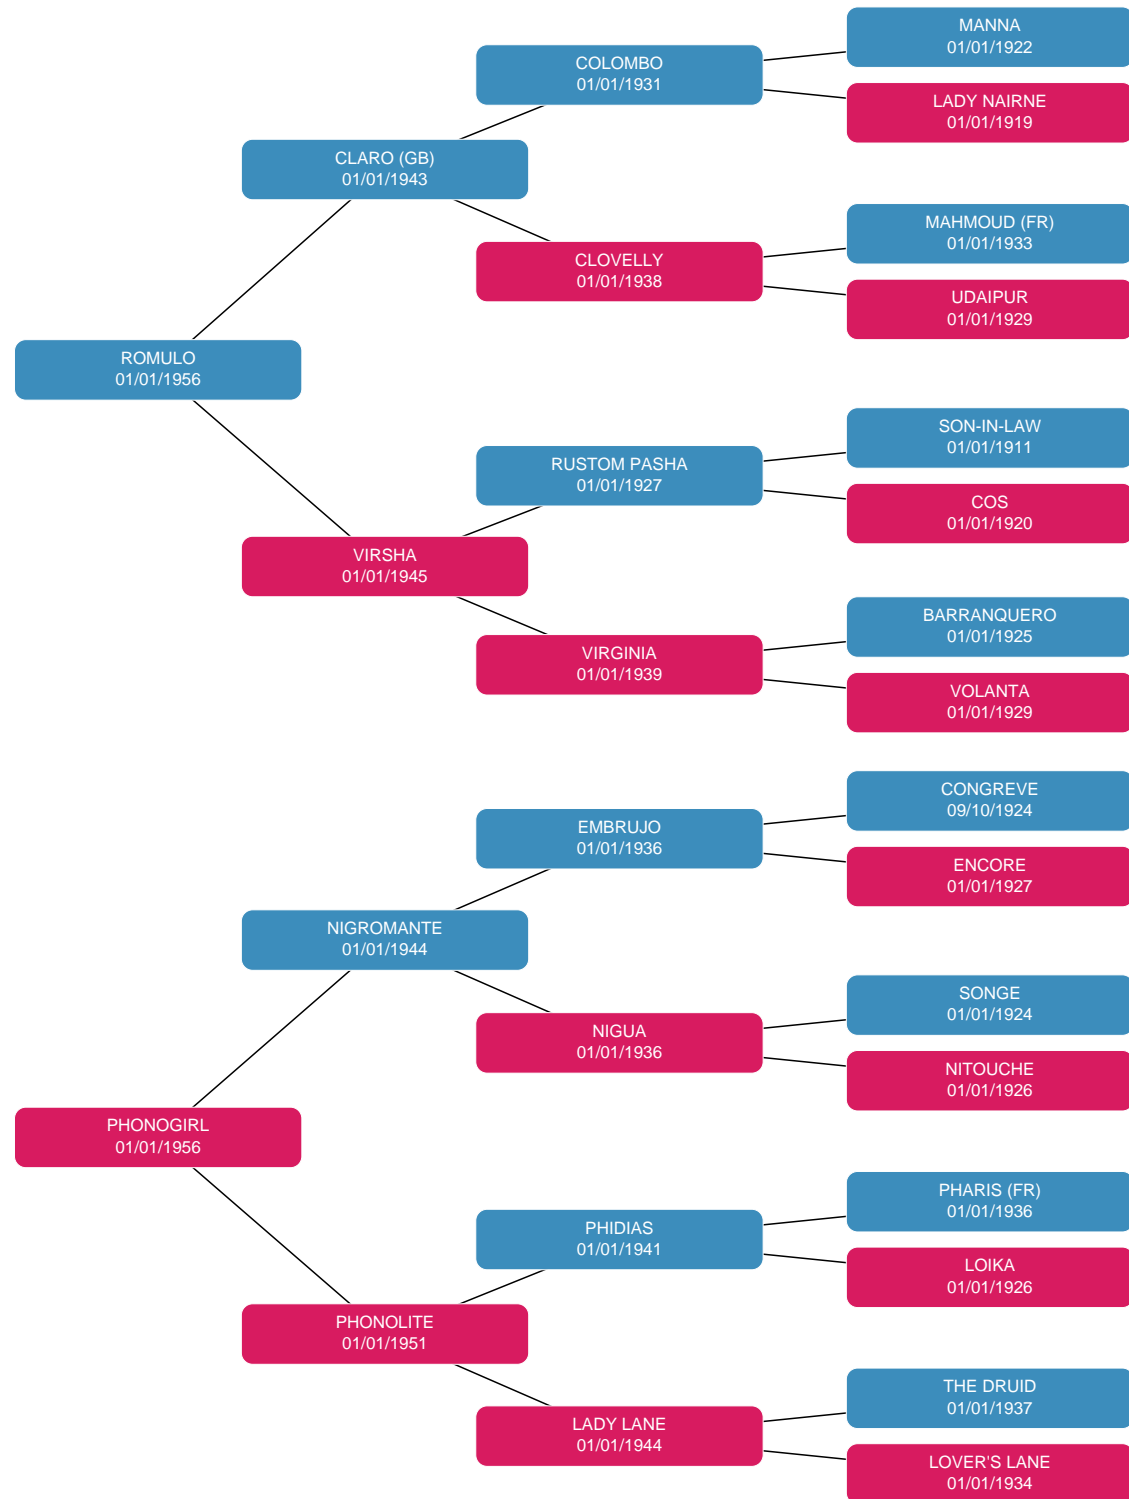 MANNA
01/01/1922
COLOMBO
01/01/1931
LADY NAIRNE
01/01/1919
CLARO (GB)
01/01/1943
MAHMOUD (FR)
01/01/1933
CLOVELLY
01/01/1938
UDAIPUR
01/01/1929
ROMULO
01/01/1956
SON-IN-LAW
01/01/1911
RUSTOM PASHA
01/01/1927
COS
01/01/1920
VIRSHA
01/01/1945
BARRANQUERO
01/01/1925
VIRGINIA
01/01/1939
VOLANTA
01/01/1929
CONGREVE
09/10/1924
EMBRUJO
01/01/1936
ENCORE
01/01/1927
NIGROMANTE
01/01/1944
SONGE
01/01/1924
NIGUA
01/01/1936
NITOUCHE
01/01/1926
PHONOGIRL
01/01/1956
PHARIS (FR)
01/01/1936
PHIDIAS
01/01/1941
LOIKA
01/01/1926
PHONOLITE
01/01/1951
THE DRUID
01/01/1937
LADY LANE
01/01/1944
LOVER'S LANE
01/01/1934